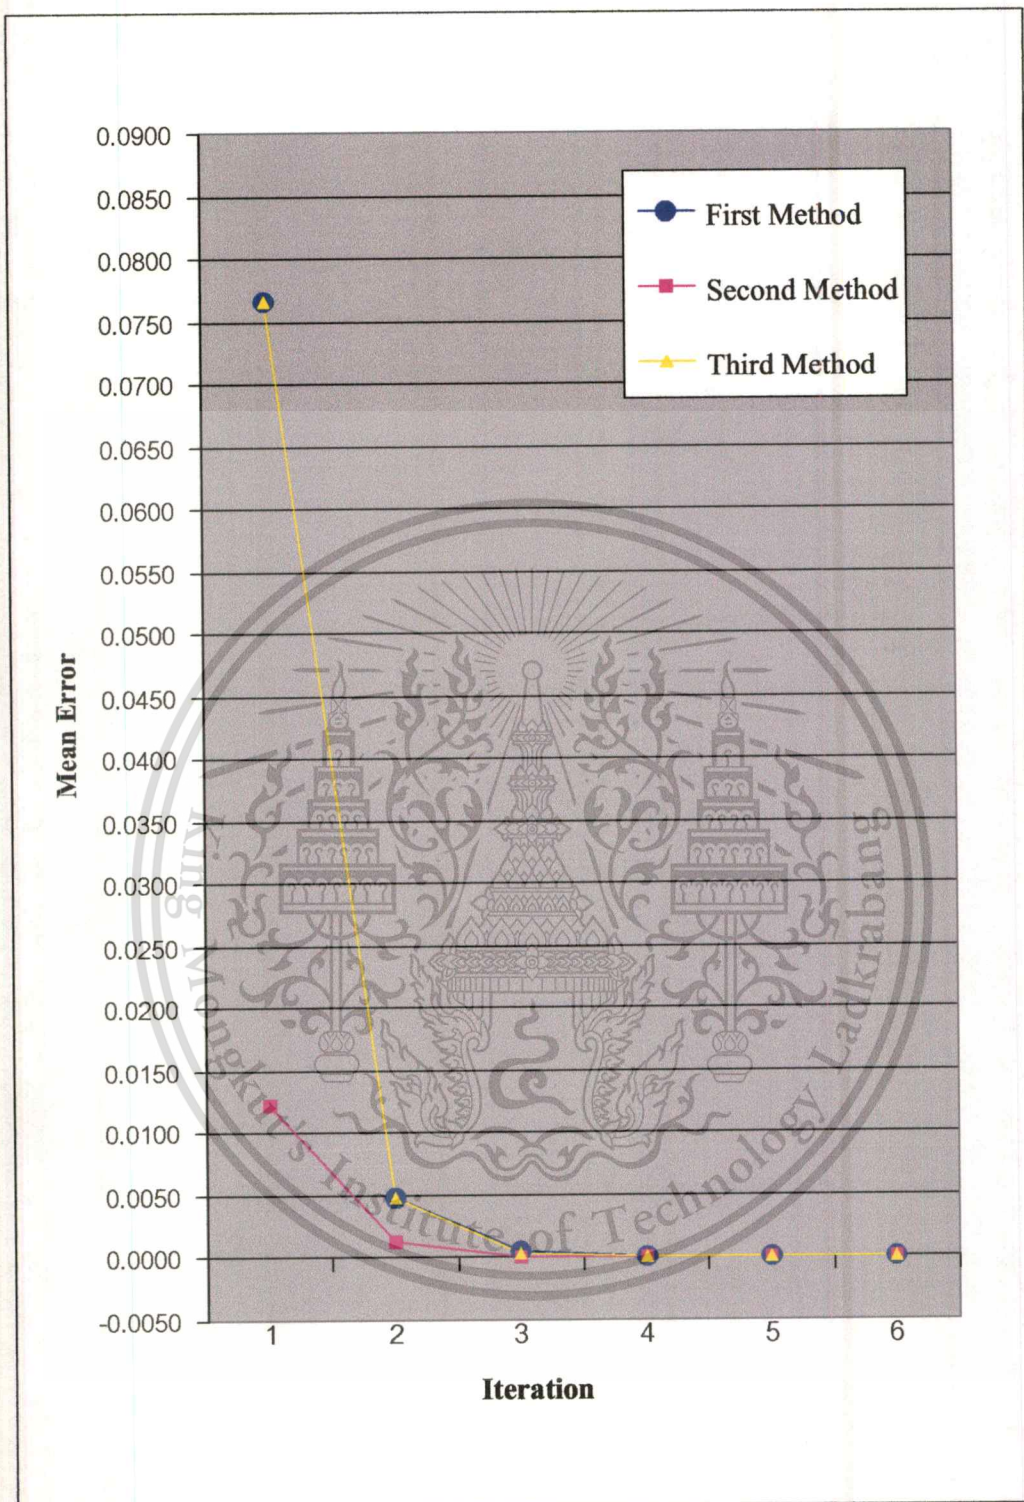 0.0900
0.0850
0.0800
0.0750
0.0700
0.0650
0.0600
0.0550
0.0500
0.0450
0.0400
0.0350
0.0300
0.0250
0.0200
0.0150
0.0100
0.0050
0.0000
-0.0050
Mean Error
First Method
Second Method
Third Method
King Mongkut's Institute of Technology Ladkrabang
1 2 3 4 5 6
Iteration